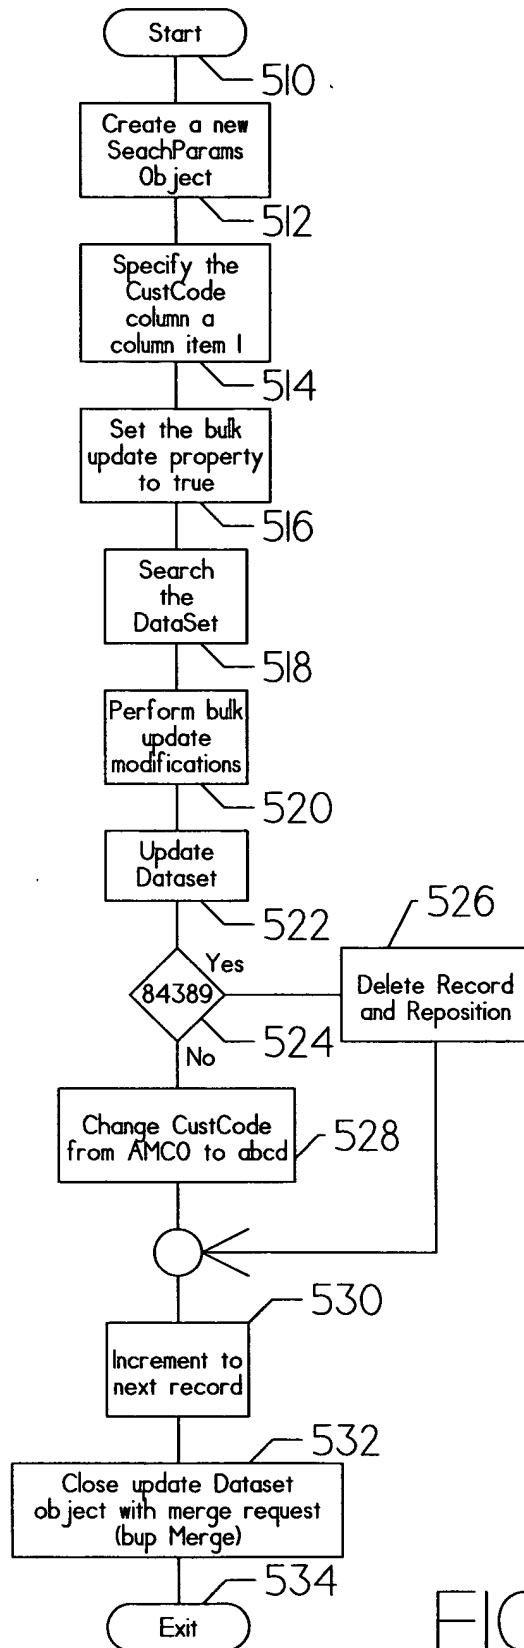 Start
510
Create a new
SeachParams
Object
512
Specify the
CustCode
column a
column item 1
514
Set the bulk
update property
to true
516
Search
the
DataSet
518
Perform bulk
update
modifications
520
Update
Dataset
522
526
Yes
84389
Delete Record
and Reposition
524
No
Change CustCode
from AMCO to abcd
528
530
Increment to
next record
532
Close update Dataset
object with merge request
(bup Merge)
534
Exit